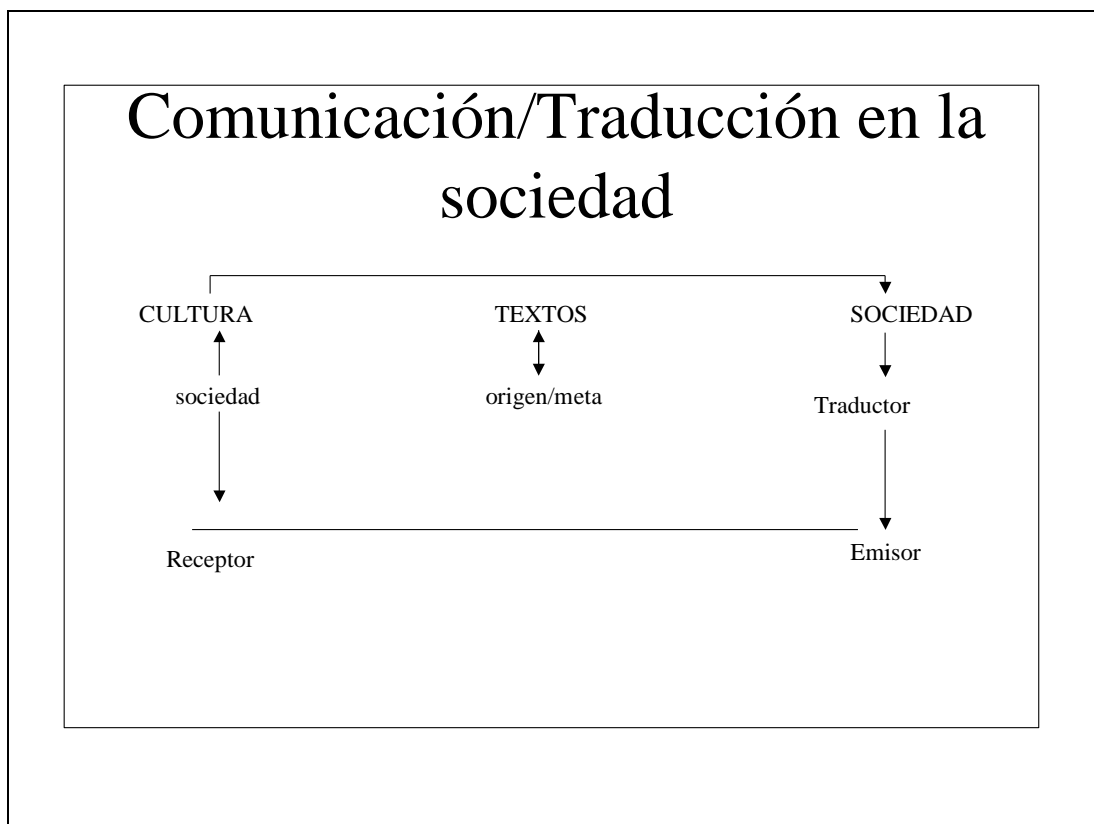 Comunicación/Traducción en la
sociedad
CULTURA TEXTOS SOCIEDAD
sociedad origen/meta Traductor
Receptor Emisor